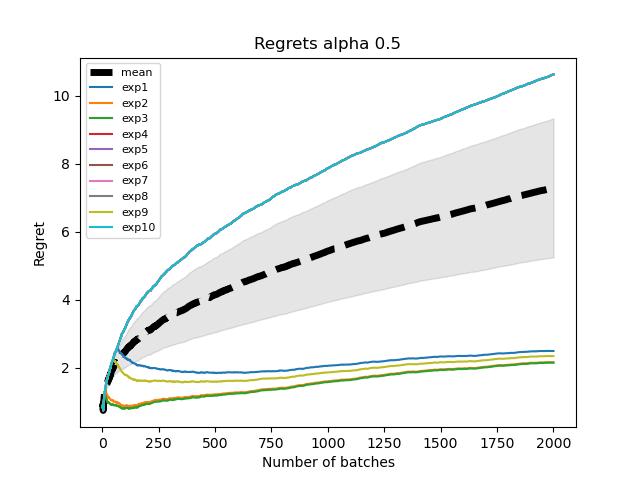 Regrets alpha 0.5
Regret
10
8
6
4
2
mean
exp1
exp2
exp3
exp4
exp5
exp6
exp7
exp8
exp9
exp10
0 250 500 750 1000 1250 1500 1750 2000
Number of batches